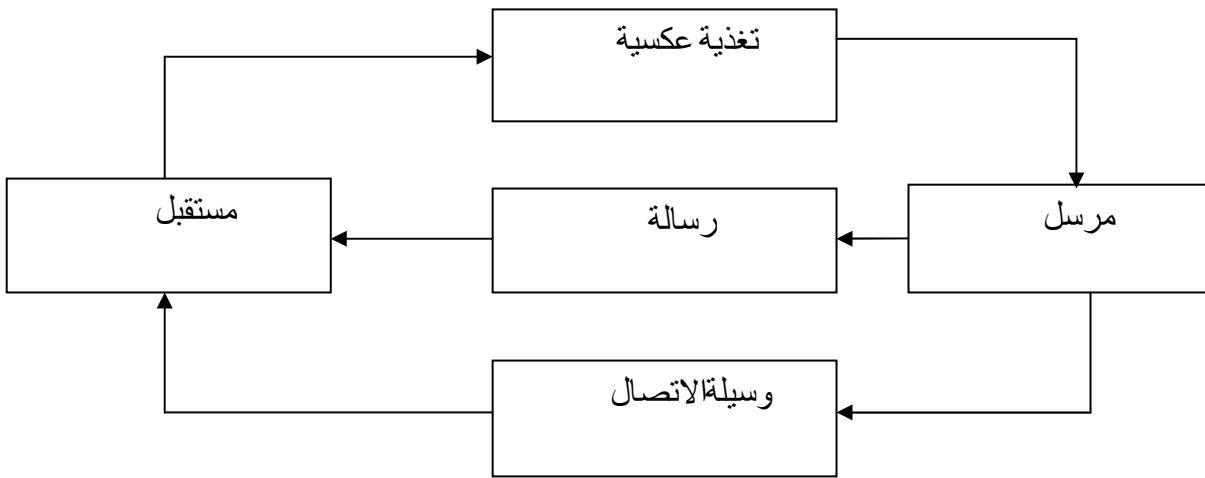 تغذية عكسية
مرسل
رسالة
مستقبل
وسيلةالاتصال